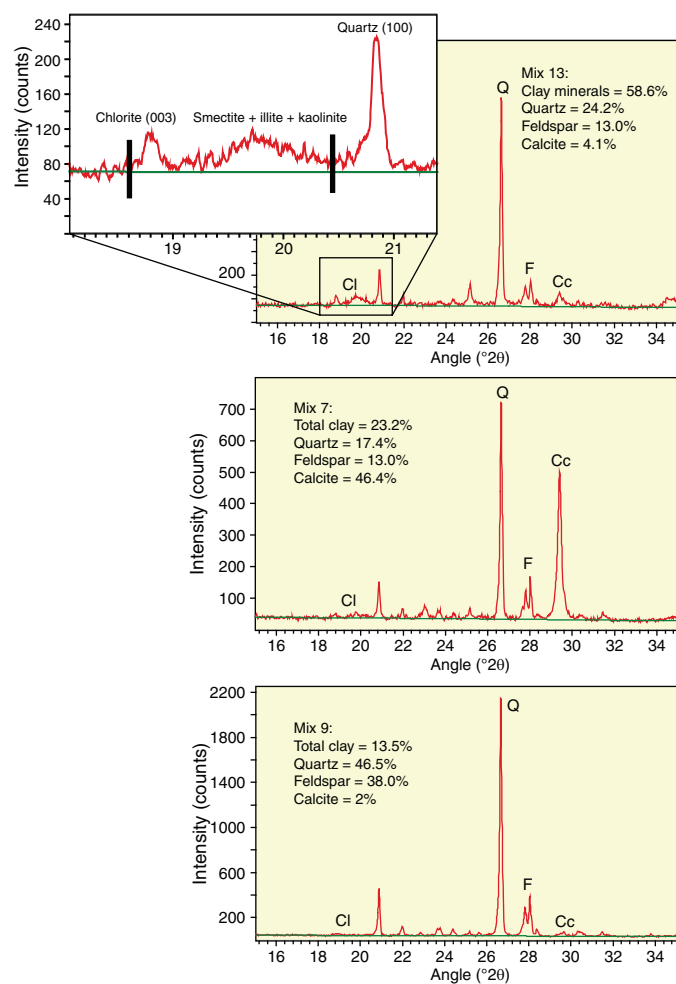 240
200
160
120
80
40
Intensity (counts)
Quartz (100)
Chlorite (003)
Smectite + illite + kaolinite
19
20
21
Q
Mix 13:
Clay minerals = 58.6%
Quartz = 24.2%
Feldspar = 13.0%
Calcite = 4.1%
200
Cl
F
Cc
16 18 20 22 24 26 28 30 32 34
Angle (°2θ)
Intensity (counts)
700
600
500
400
300
200
100
Mix 7:
Total clay = 23.2%
Quartz = 17.4%
Feldspar = 13.0%
Calcite = 46.4%
Q
Cc
F
Cl
16 18 20 22 24 26 28 30 32 34
Angle (°2θ)
Intensity (counts)
2200
1800
1400
1000
600
200
Mix 9:
Total clay = 13.5%
Quartz = 46.5%
Feldspar = 38.0%
Calcite = 2%
Q
F
Cl
Cc
16 18 20 22 24 26 28 30 32 34
Angle (°2θ)